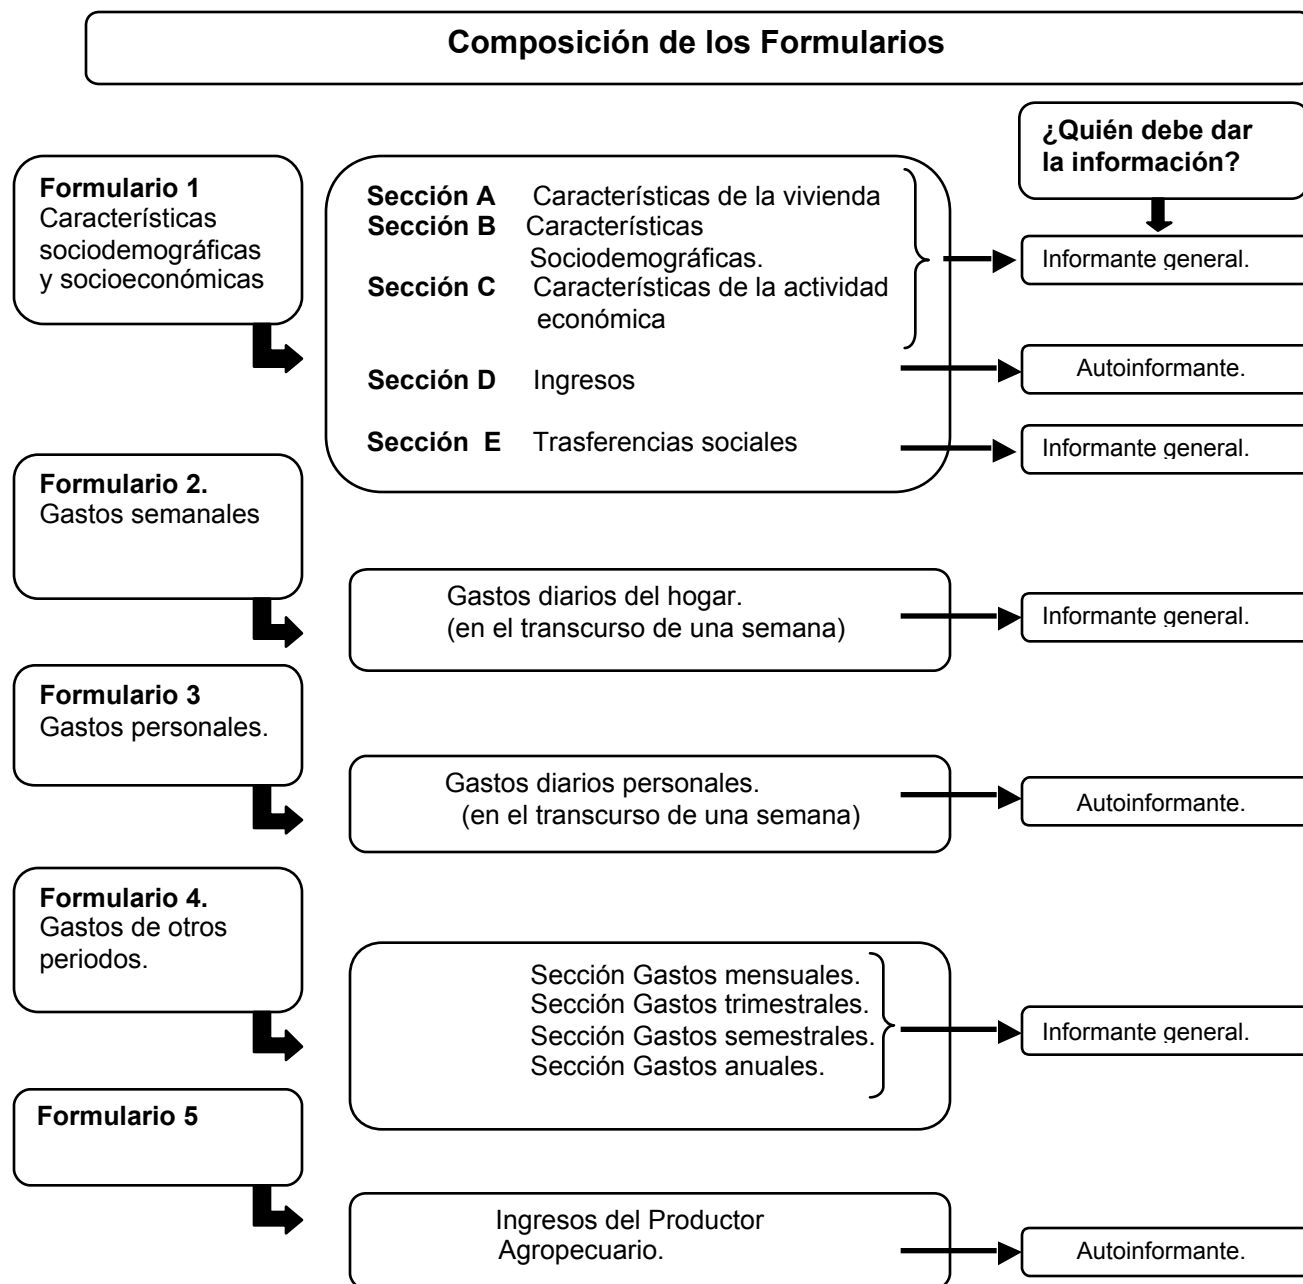 Composición de los Formularios
¿Quién debe dar
la información?
Formulario 1
Características
sociodemográficas
y socioeconómicas
Sección A Características de la vivienda
Sección B Características
Sociodemográficas.
Sección C Características de la actividad
económica
Informante general.
Sección D Ingresos
Autoinformante.
Sección E Trasferencias sociales
Informante general.
Formulario 2.
Gastos semanales
Gastos diarios del hogar.
(en el transcurso de una semana)
Informante general.
Formulario 3
Gastos personales.
Gastos diarios personales.
(en el transcurso de una semana)
Autoinformante.
Formulario 4.
Gastos de otros
periodos.
Sección Gastos mensuales.
Sección Gastos trimestrales.
Sección Gastos semestrales.
Sección Gastos anuales.
Informante general.
Formulario 5
Ingresos del Productor
Agropecuario.
Autoinformante.